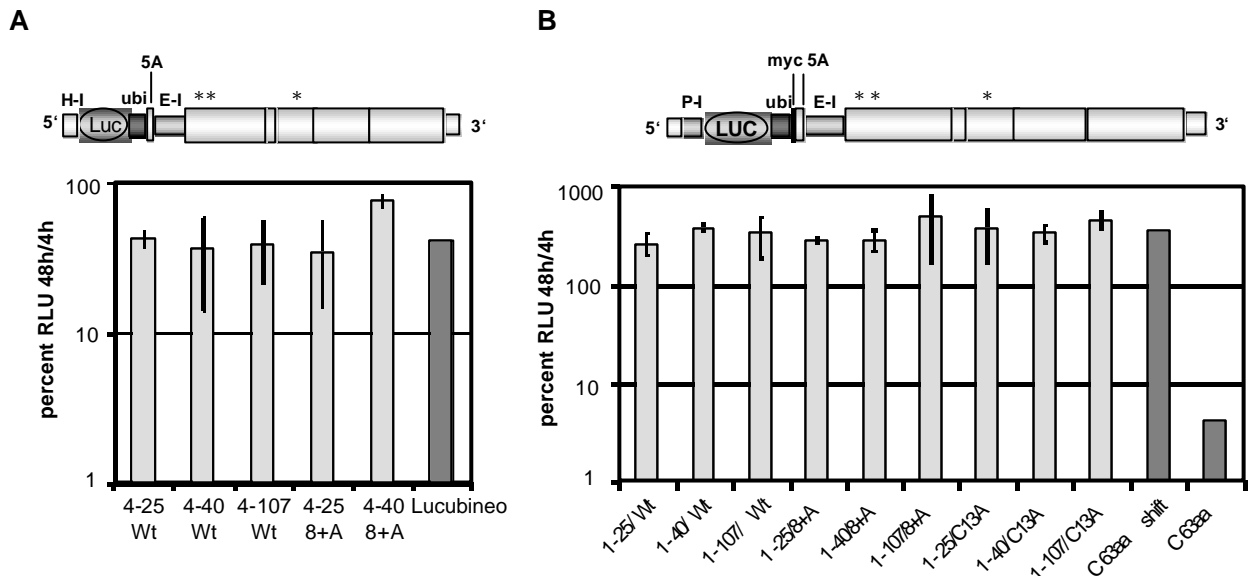 A
5A
H-I
ubi
E-I
**
*
5‘
Luc
3‘
percent RLU 48h/4h
100
10
1
4-25 Wt
4-40 Wt
4-107 Wt
4-25 8+A
4-40 8+A
Lucubineo
B
myc 5A
P-I
ubi
E-I
* *
*
5‘
LUC
3‘
percent RLU 48h/4h
1000
100
10
1
1-25/ Wt
1-40/ Wt
1-107/ Wt
1-25/8+A
1-40/8+A
1-107/8+A
1-25/C13A
1-40/C13A
1-107/C13A
C63aa shift
C63aa